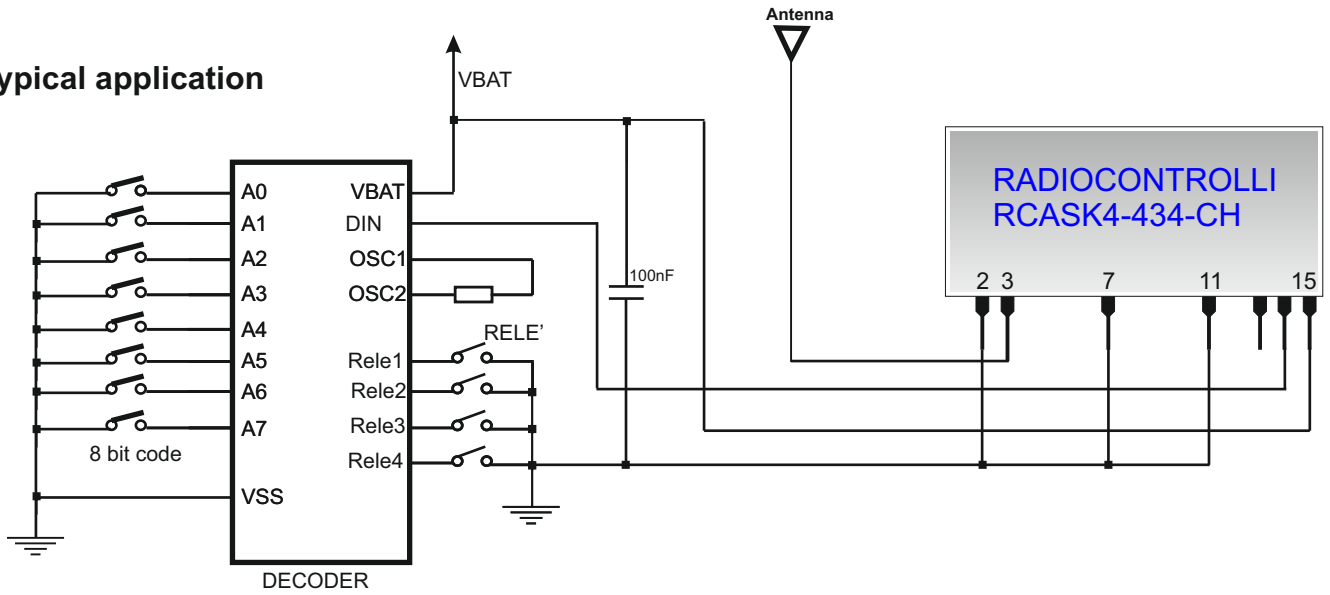 Antenna
ypical application
VBAT
RADIOCONTROLLI
RCASK4-434-CH
2 3 7 11 15
A0 VBAT
A1 DIN
A2 OSC1
A3 OSC2
100nF
A4
RELE'
A5 Rele1
A6 Rele2
A7 Rele3
8 bit code
Rele4
VSS
DECODER